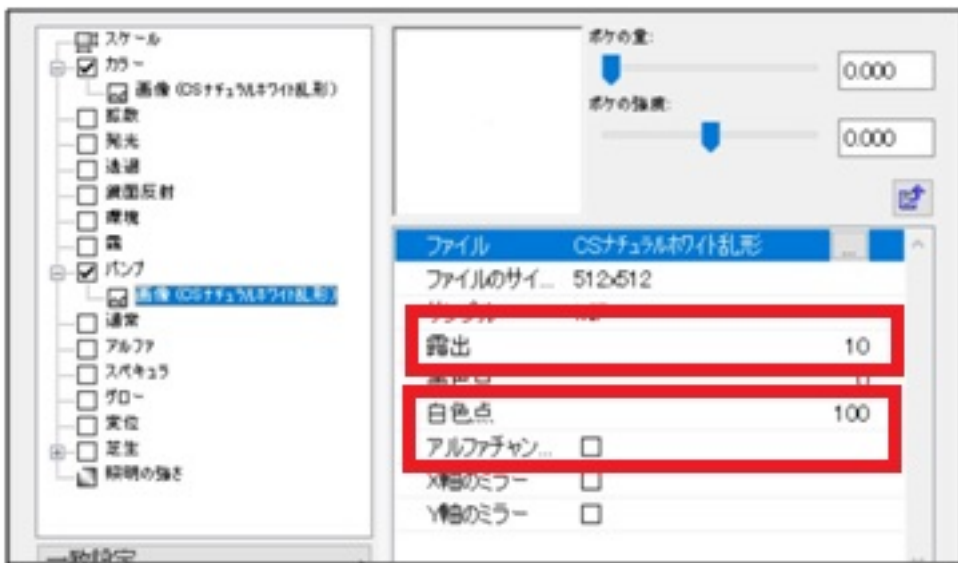 スケール
カラー
画像 (CSナチュラルホワイト乱形)
拡散
発光
透過
鏡面反射
環境
霧
バンプ
画像 (CSナチュラルホワイト乱形)
通常
アルファ
スペキュラ
グロー
変位
芝生
照明の強さ
ボケの量:
0.000
ボケの強度:
0.000
ファイル CSナチュラルホワイト乱形 ...
ファイルのサイ... 512x512
露出 10
白色点 100
アルファチャン...
X軸のミラー
Y軸のミラー